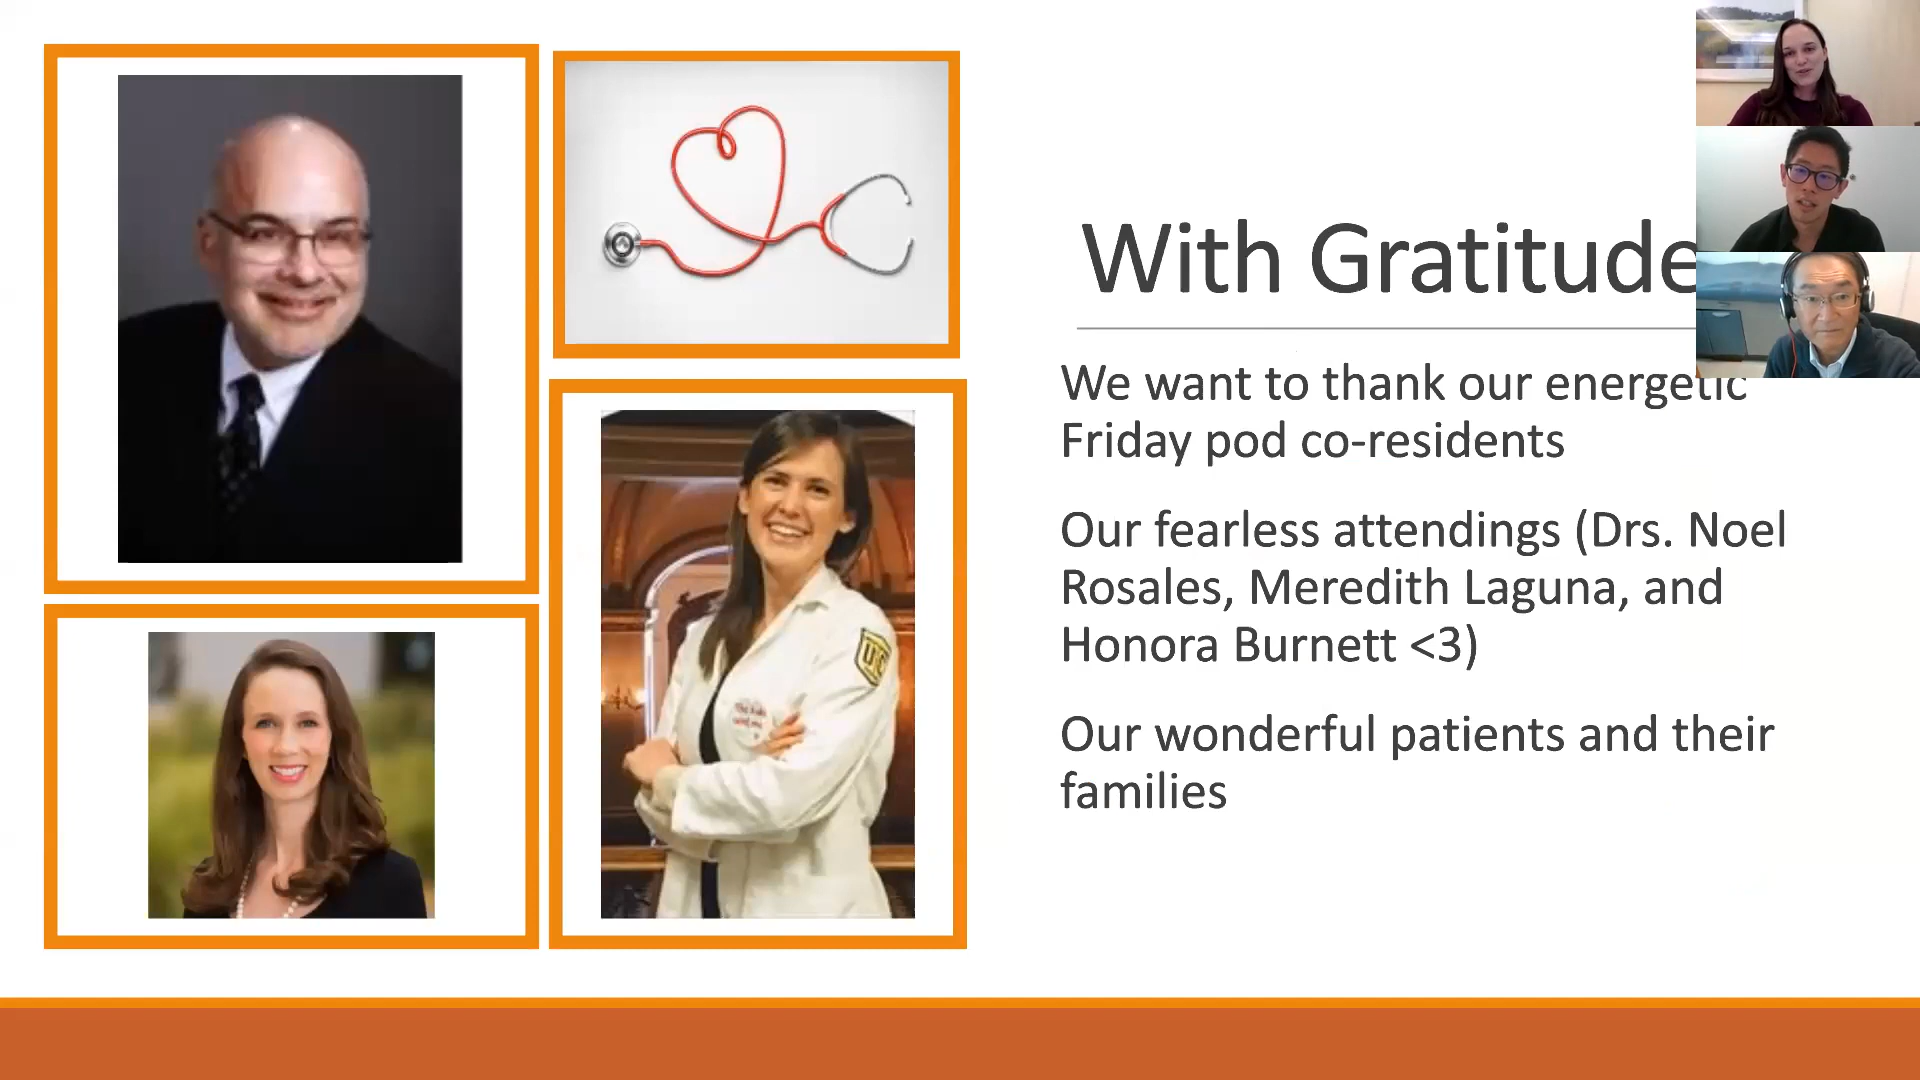 With Gratitude
We want to thank our energetic
Friday pod co-residents
Our fearless attendings (Drs. Noel
Rosales, Meredith Laguna, and
Honora Burnett <3)
Our wonderful patients and their
families